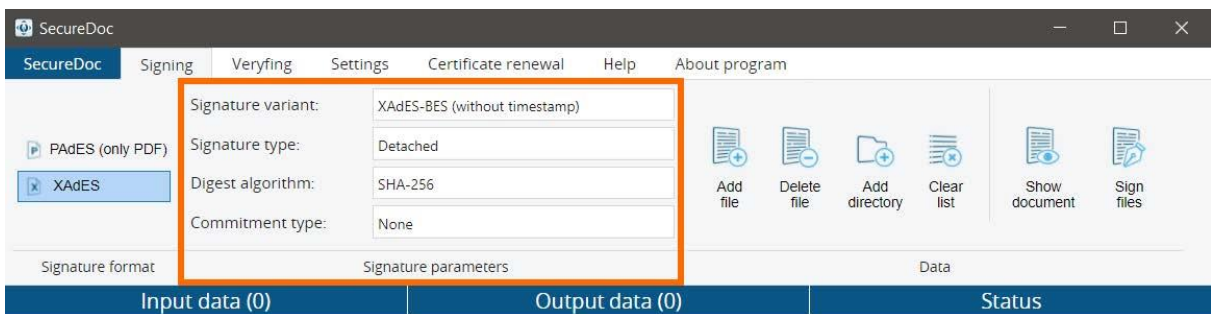 SecureDoc
SecureDoc Signing Veryfing Settings Certificate renewal Help About program
PAdES (only PDF)
XAdES
Signature format
Signature variant: XAdES-BES (without timestamp)
Signature type: Detached
Digest algorithm: SHA-256
Commitment type: None
Signature parameters
Add file
Delete file
Add directory
Clear list
Show document
Sign files
Data
Input data (0) Output data (0) Status